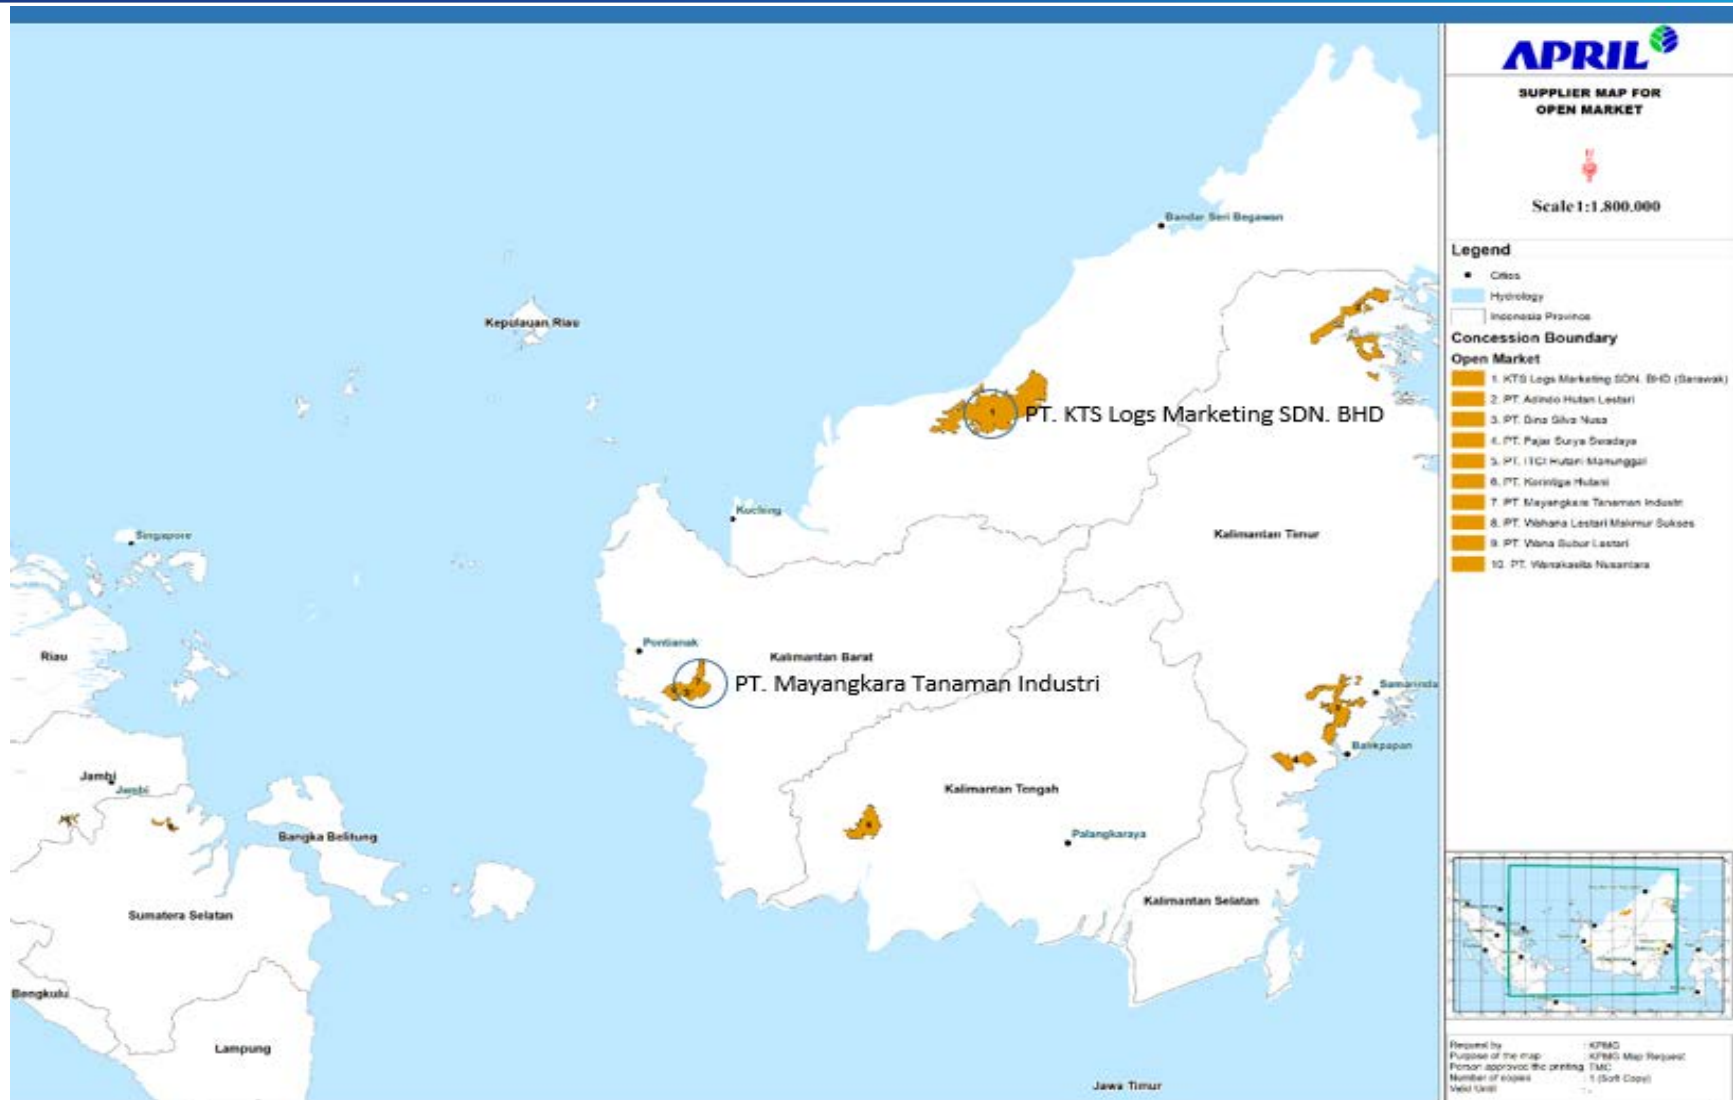 APRIL
SUPPLIER MAP FOR
OPEN MARKET
Scale 1:1.800.000
Legend
Cities
Hydrology
Indonesia Province
Concession Boundary
Open Market
1. KTS Logs Marketing SDN. BHD (Sarawak)
2. PT. Adindo Hutan Lestari
3. PT. Bina Silva Nusa
4. PT. Fajar Surya Swadaya
5. PT. ITCI Hutani Manunggal
6. PT. Korintiga Hutani
7. PT. Mayangkara Tanaman Industri
8. PT. Wahana Lestari Makmur Sukses
9. PT. Wana Subur Lestari
10. PT. Wanakasita Nusantara
Bandar Seri Begawan
Kepulauan Riau
1
PT. KTS Logs Marketing SDN. BHD
Kuching
Singapore
Kalimantan Timur
Pontianak
Riau
Kalimantan Barat
PT. Mayangkara Tanaman Industri
Samarinda
Balikpapan
Jambi
Jambi
Kalimantan Tengah
Bangka Belitung
Palangkaraya
Kalimantan Selatan
Sumatera Selatan
Bengkulu
Lampung
Jawa Timur
Request by : KPMG
Purpose of the map : KPMG Map Request
Person approves the printing : TMC
Number of copies : 1 (Soft Copy)
Valid Until : -